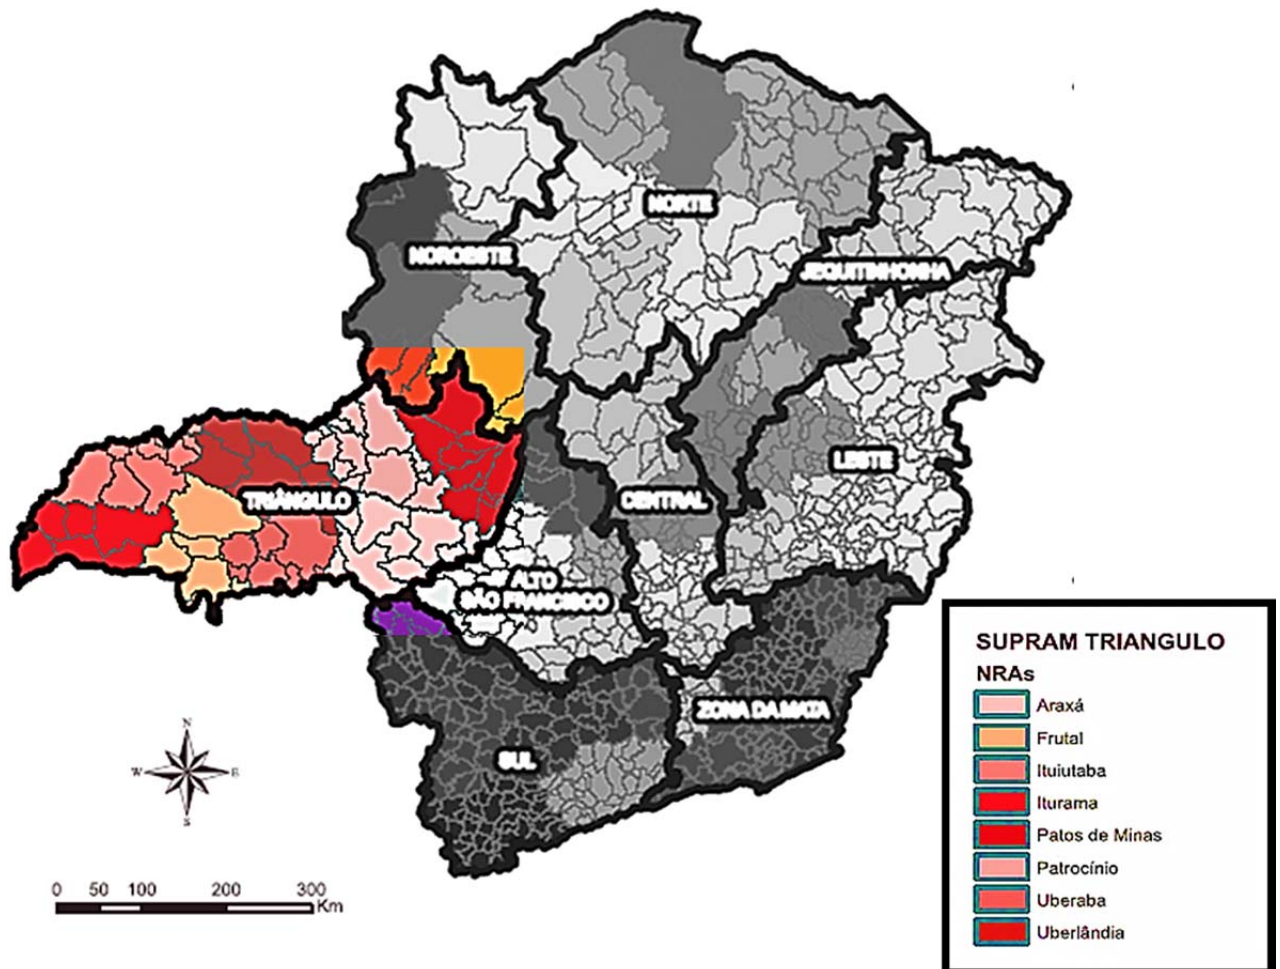 NORTE
NOROESTE
JEQUITINHONHA
LESTE
TRIÂNGULO
CENTRAL
ALTO
SÃO FRANCISCO
ZONA DA MATA
SUL
N
W E
S
0 50 100 200 300
Km
SUPRAM TRIANGULO
NRAs
Araxá
Frutal
Ituiutaba
Iturama
Patos de Minas
Patrocínio
Uberaba
Uberlândia